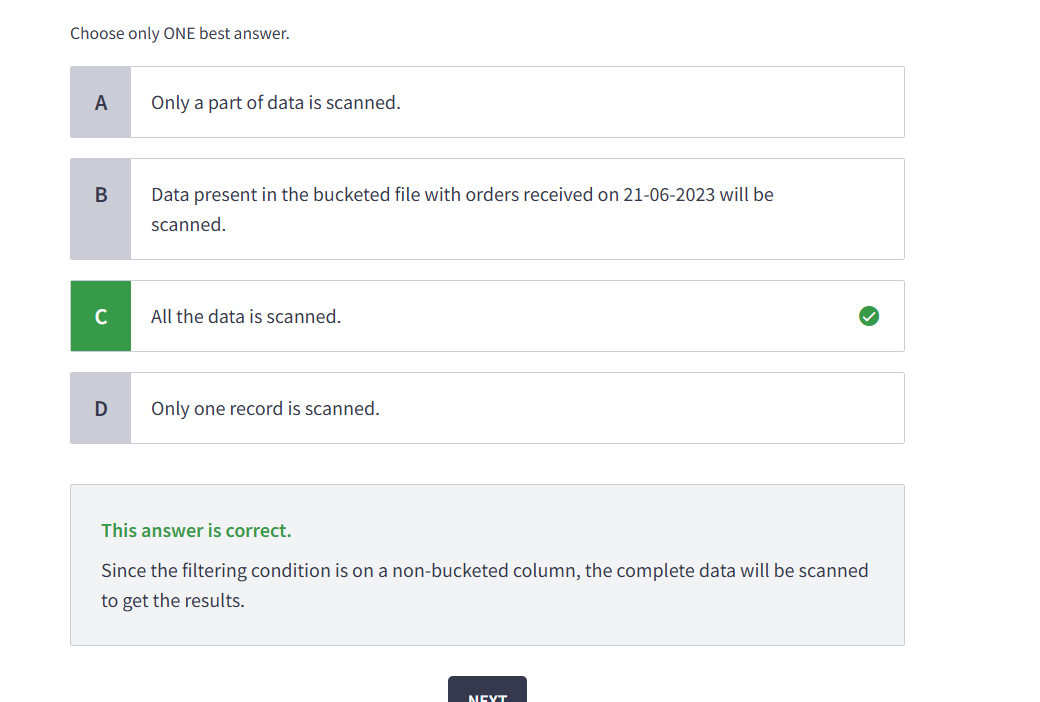 Choose only ONE best answer.
A
Only a part of data is scanned.
B
Data present in the bucketed file with orders received on 21-06-2023 will be
scanned.
C
All the data is scanned.
D
Only one record is scanned.
This answer is correct.
Since the filtering condition is on a non-bucketed column, the complete data will be scanned
to get the results.
NEXT